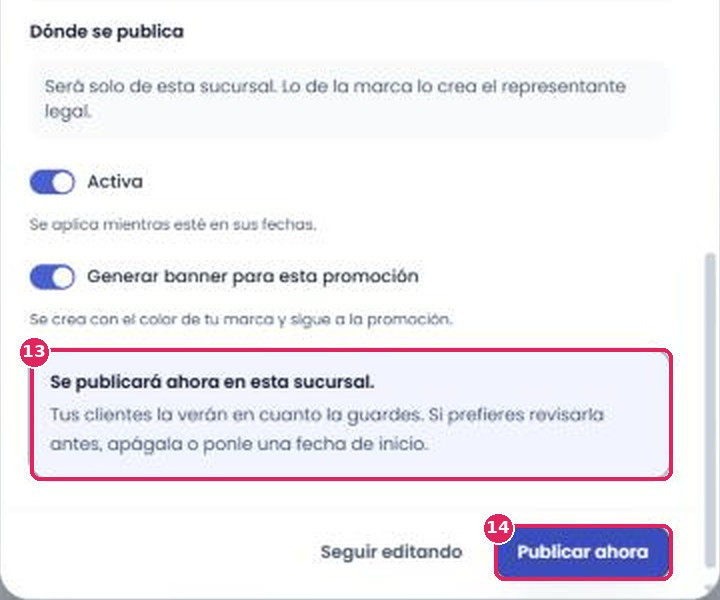 Dónde se publica
Será solo de esta sucursal. Lo de la marca lo crea el representante
legal.
Activa
Se aplica mientras esté en sus fechas.
Generar banner para esta promoción
Se crea con el color de tu marca y sigue a la promoción.
13
Se publicará ahora en esta sucursal.
Tus clientes la verán en cuanto la guardes. Si prefieres revisarla
antes, apágala o ponle una fecha de inicio.
14
Seguir editando
Publicar ahora